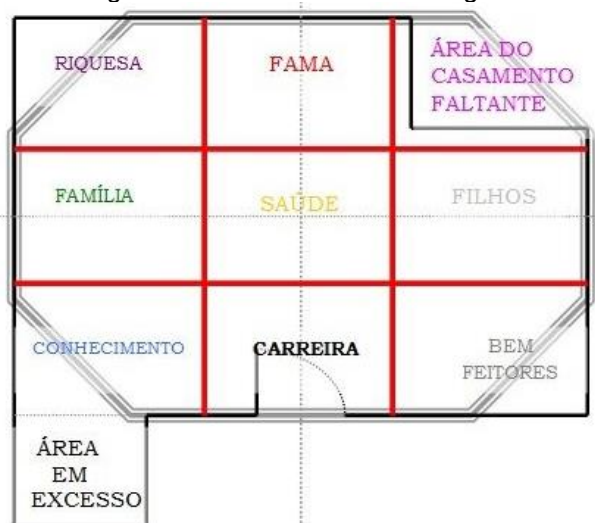 RIQUESA
FAMA
ÁREA DO
CASAMENTO
FALTANTE
FAMÍLIA
SAÚDE
FILHOS
CONHECIMENTO
CARREIRA
BEM
FEITORES
ÁREA
EM
EXCESSO